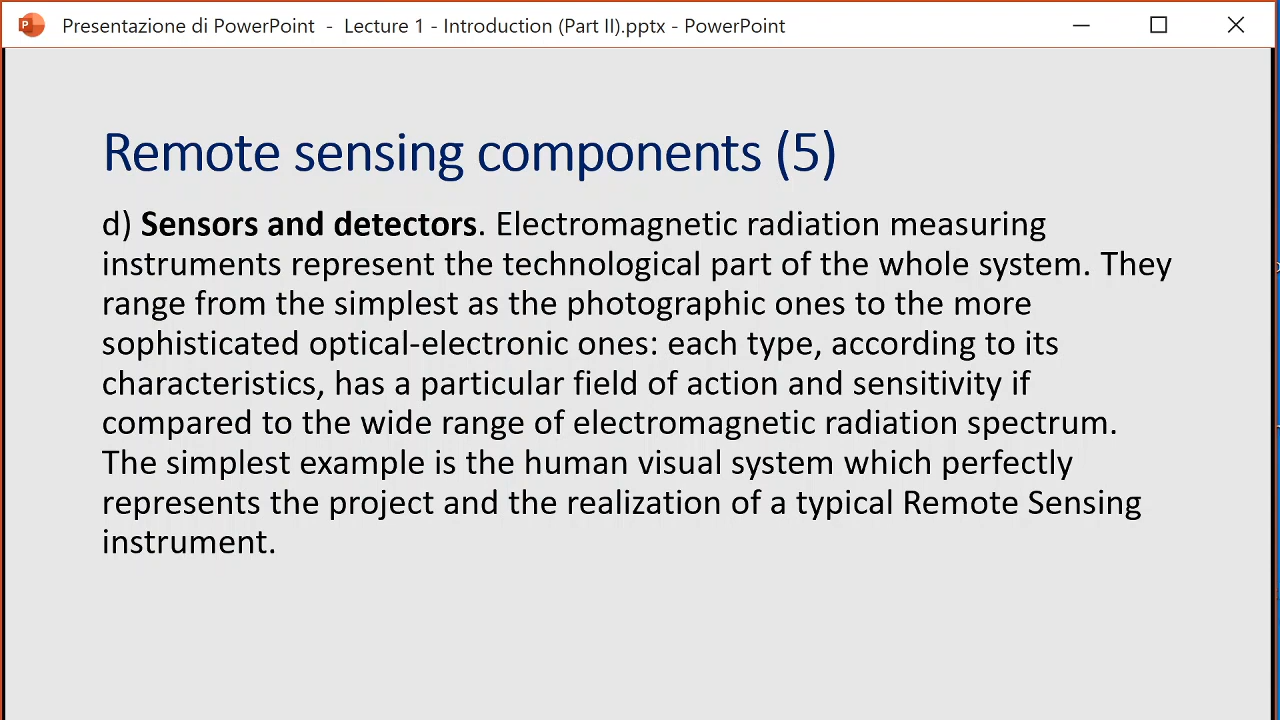 Presentazione di PowerPoint - Lecture 1 - Introduction (Part II).pptx - PowerPoint
Remote sensing components (5)
d) Sensors and detectors. Electromagnetic radiation measuring
instruments represent the technological part of the whole system. They
range from the simplest as the photographic ones to the more
sophisticated optical-electronic ones: each type, according to its
characteristics, has a particular field of action and sensitivity if
compared to the wide range of electromagnetic radiation spectrum.
The simplest example is the human visual system which perfectly
represents the project and the realization of a typical Remote Sensing
instrument.